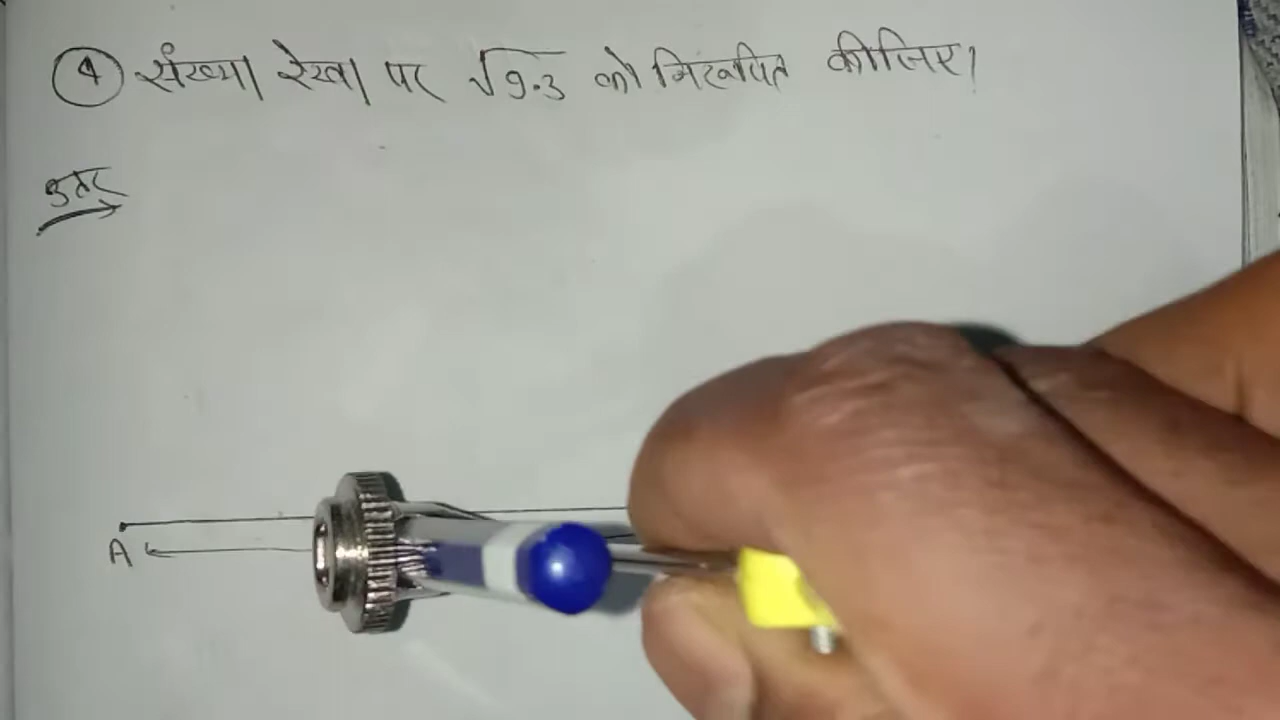 ④ संख्या रेखा पर √9.3 को निरूपित कीजिए।
उत्तर
A